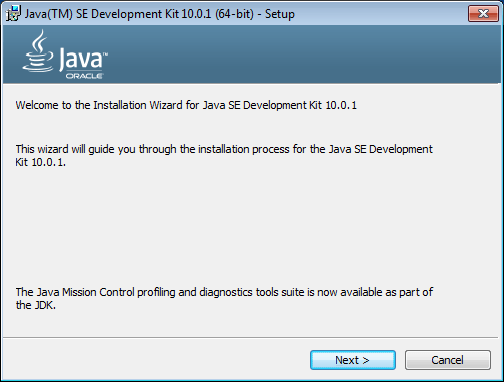 Java(TM) SE Development Kit 10.0.1 (64-bit) - Setup
Java™
ORACLE
Welcome to the Installation Wizard for Java SE Development Kit 10.0.1
This wizard will guide you through the installation process for the Java SE Development
Kit 10.0.1.
The Java Mission Control profiling and diagnostics tools suite is now available as part of
the JDK.
Next >
Cancel